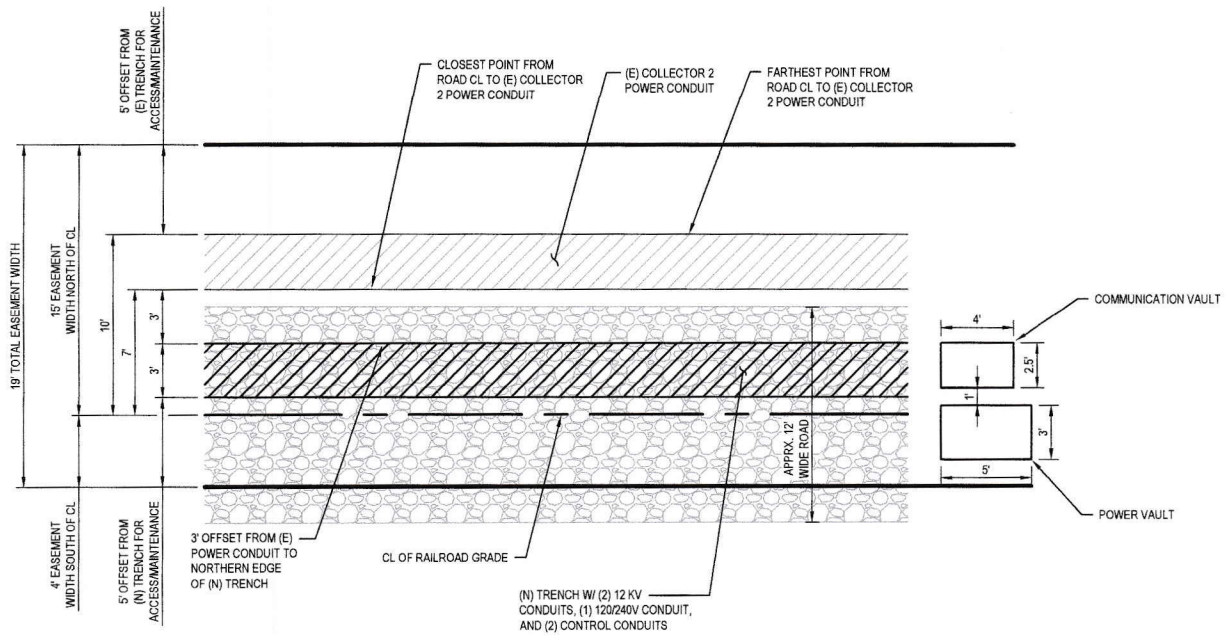 5' OFFSET FROM
(E) TRENCH FOR
ACCESS/MAINTENANCE
CLOSEST POINT FROM
ROAD CL TO (E) COLLECTOR
2 POWER CONDUIT
(E) COLLECTOR 2
POWER CONDUIT
FARTHEST POINT FROM
ROAD CL TO (E) COLLECTOR
2 POWER CONDUIT
19' TOTAL EASEMENT WIDTH
15' EASEMENT
WIDTH NORTH OF CL
10'
7'
3'
3'
COMMUNICATION VAULT
4'
2.5'
1'
3'
5'
POWER VAULT
APPRX. 12'
WIDE ROAD
4' EASEMENT
WIDTH SOUTH OF CL
5' OFFSET FROM
(N) TRENCH FOR
ACCESS/MAINTENANCE
3' OFFSET FROM (E)
POWER CONDUIT TO
NORTHERN EDGE
OF (N) TRENCH
CL OF RAILROAD GRADE
(N) TRENCH W/ (2) 12 KV
CONDUITS, (1) 120/240V CONDUIT,
AND (2) CONTROL CONDUITS